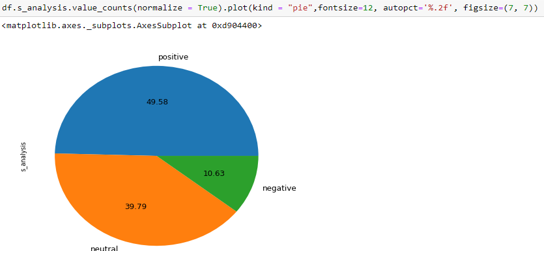 df.s_analysis.value_counts(normalize = True).plot(kind = "pie",fontsize=12, autopct='%.2f', figsize=(7, 7))
<matplotlib.axes._subplots.AxesSubplot at 0xd904400>
positive
49.58
s_analysis
10.63
negative
39.79
neutral